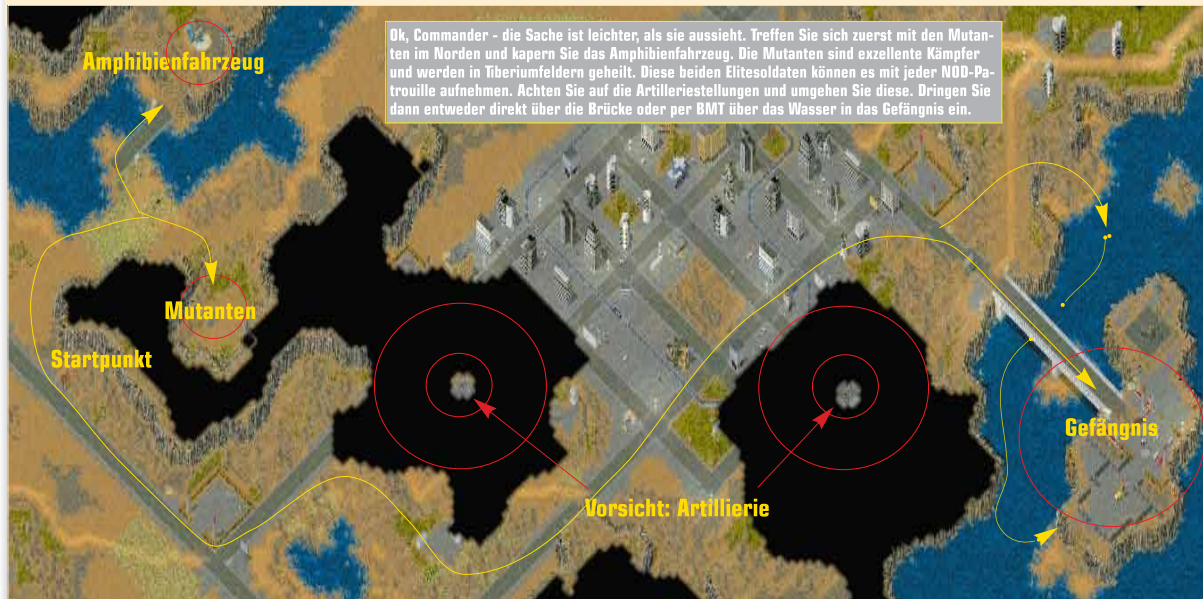 Ok, Commander - die Sache ist leichter, als sie aussieht. Treffen Sie sich zuerst mit den Mutan-
ten im Norden und kapern Sie das Amphibienfahrzeug. Die Mutanten sind exzellente Kämpfer
und werden in Tiberiumfeldern geheilt. Diese beiden Elitesoldaten können es mit jeder NOD-Pa-
trouille aufnehmen. Achten Sie auf die Artilleriestellungen und umgehen Sie diese. Dringen Sie
dann entweder direkt über die Brücke oder per BMT über das Wasser in das Gefängnis ein.
Amphibienfahrzeug
Mutanten
Startpunkt
Gefängnis
Vorsicht: Artillierie